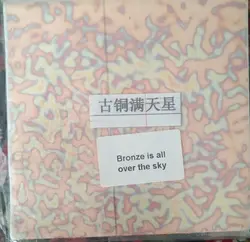 古铜满天星
Bronze is all
over the sky